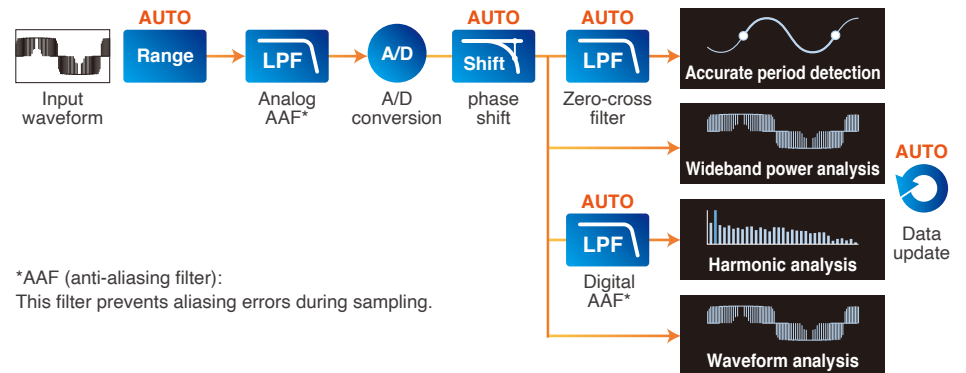 AUTO
Range
Input
waveform
LPF
Analog
AAF*
A/D
A/D
conversion
AUTO
Shift
phase
shift
AUTO
LPF
Zero-cross
filter
Accurate period detection
Wideband power analysis
AUTO
LPF
Digital
AAF*
Harmonic analysis
Waveform analysis
AUTO
Data
update
*AAF (anti-aliasing filter):
This filter prevents aliasing errors during sampling.